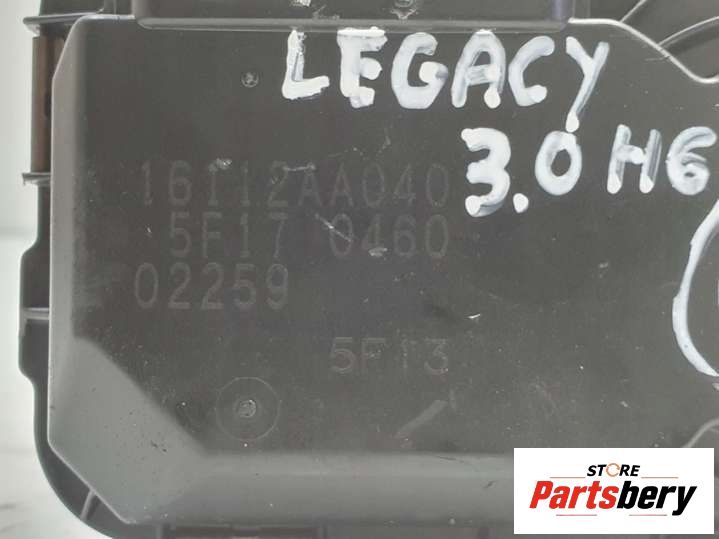 LEGACY
3.0 H6
16112AA040
5F17 0460
02259
5F13
STORE
Partsbery